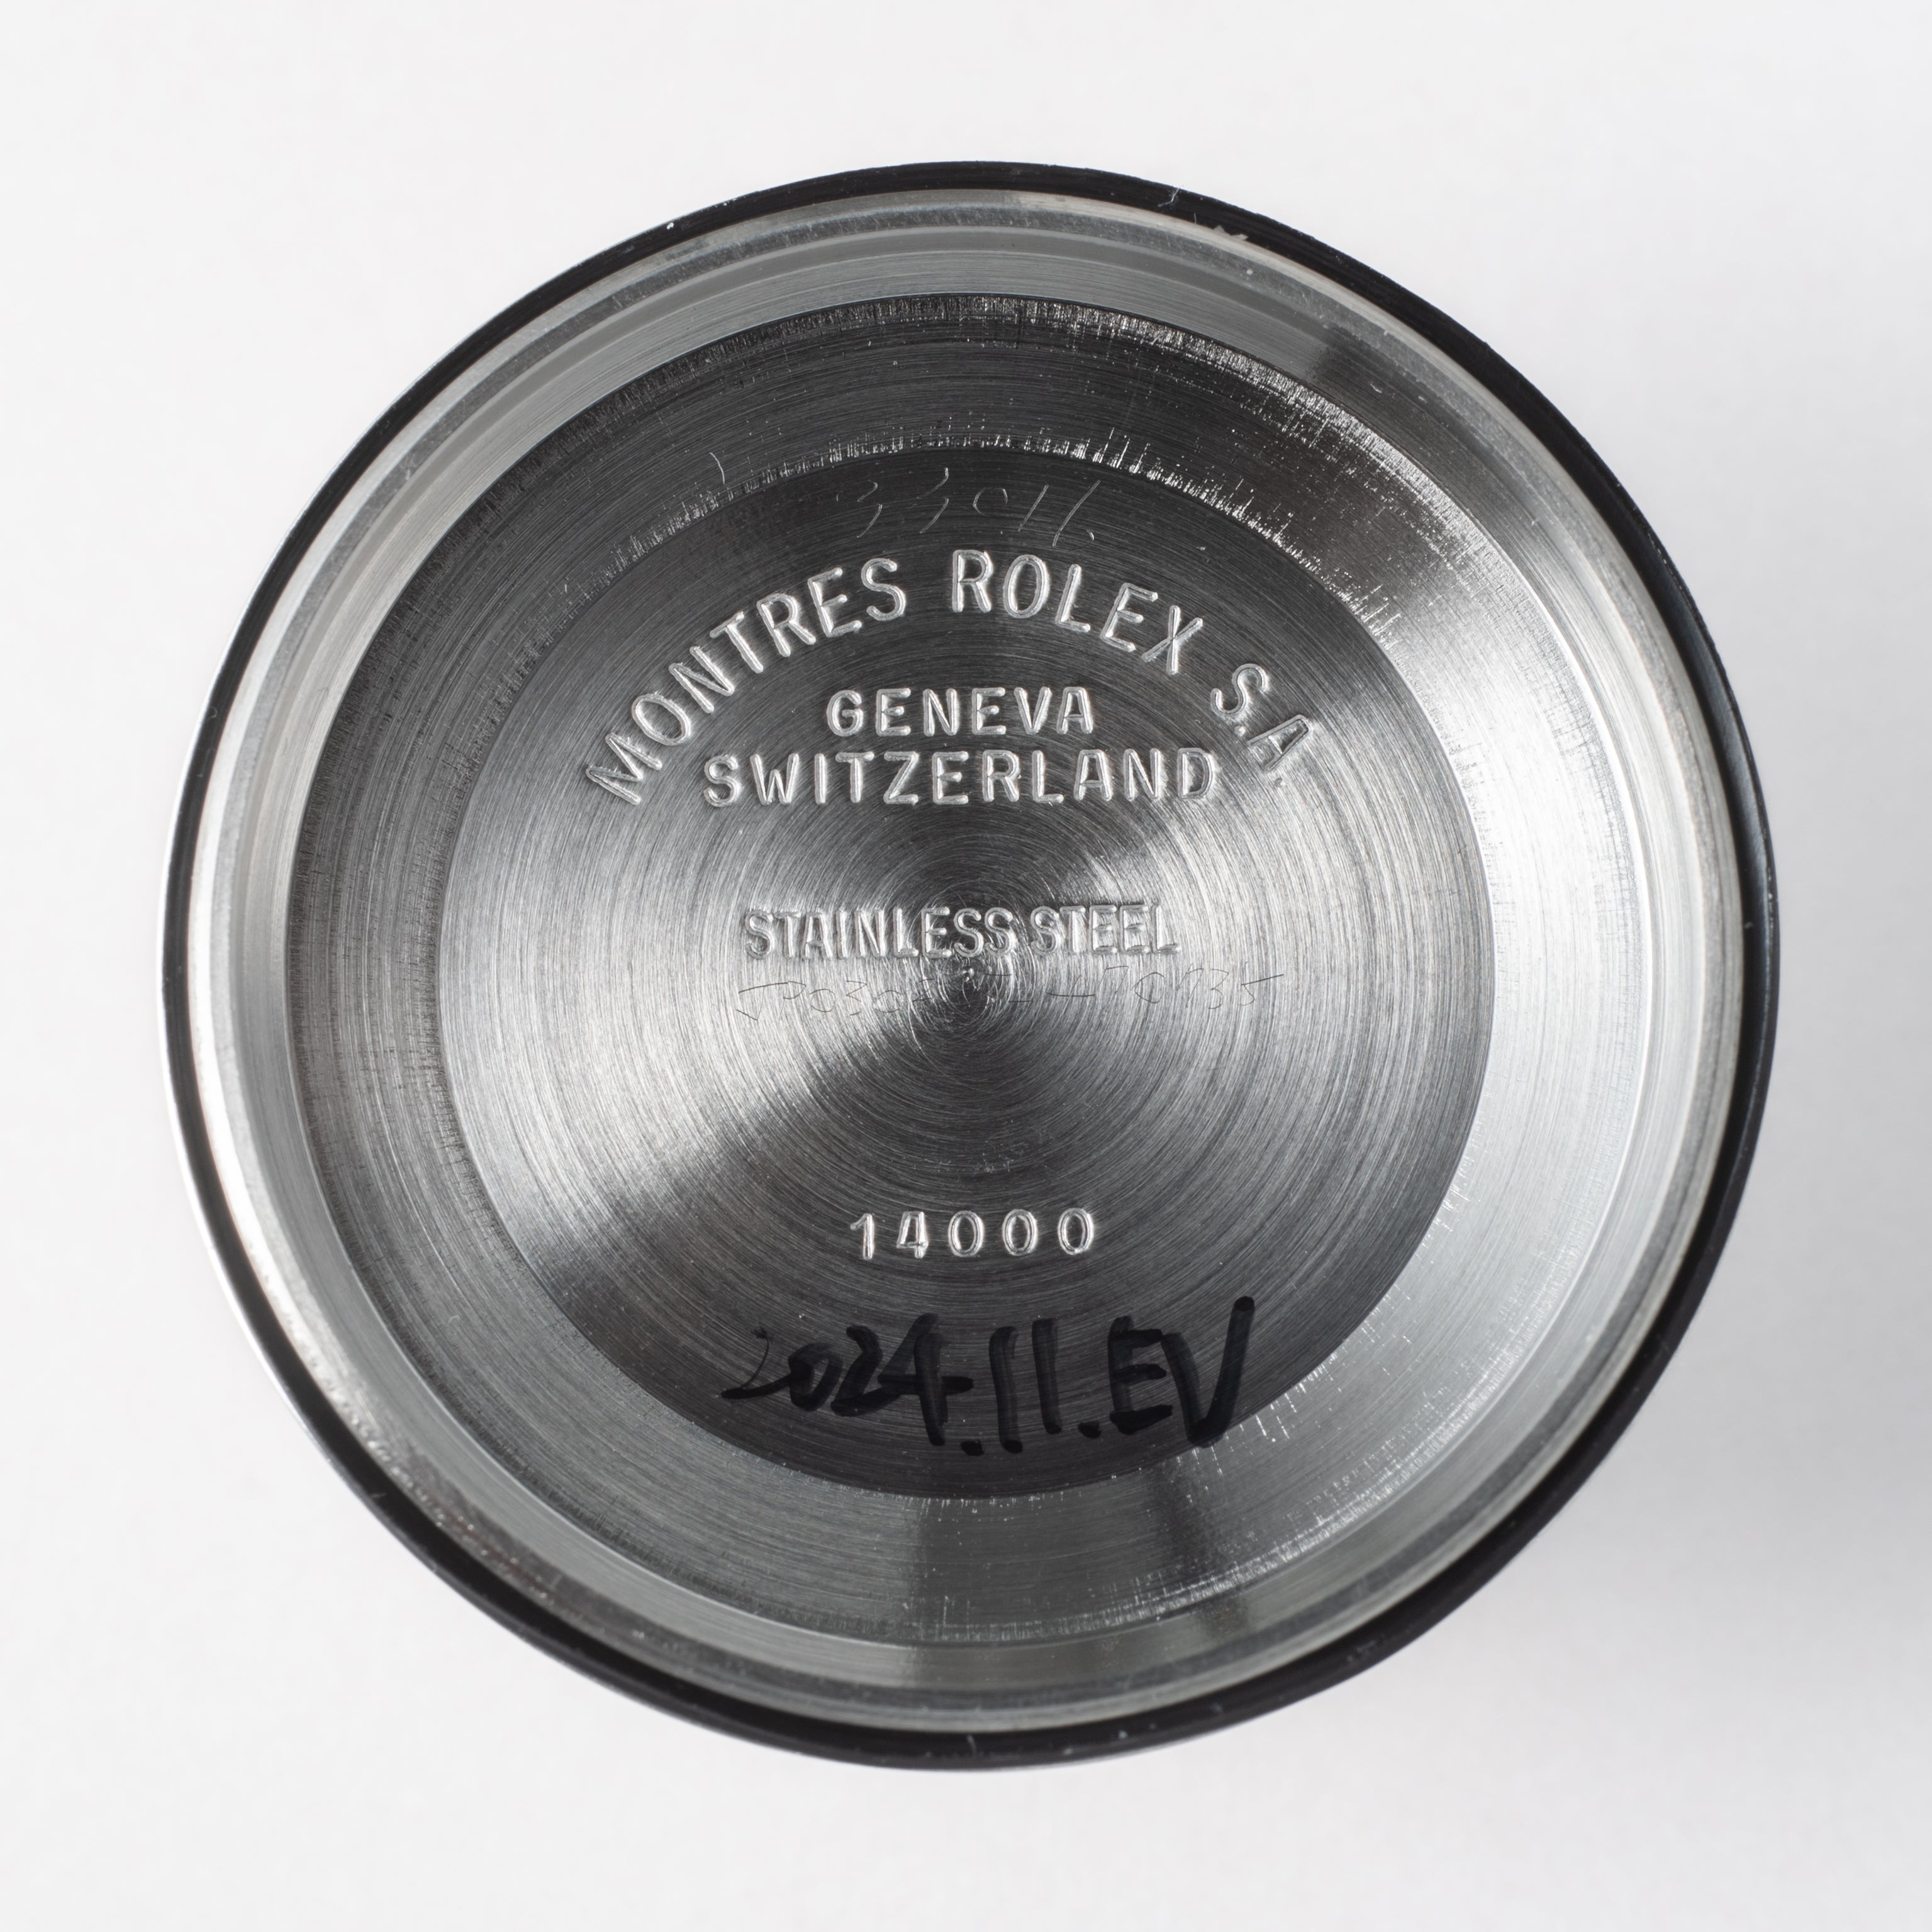 MONTRES ROLEX S.A.
GENEVA
SWITZERLAND
STAINLESS STEEL
14000
2024.11.EV